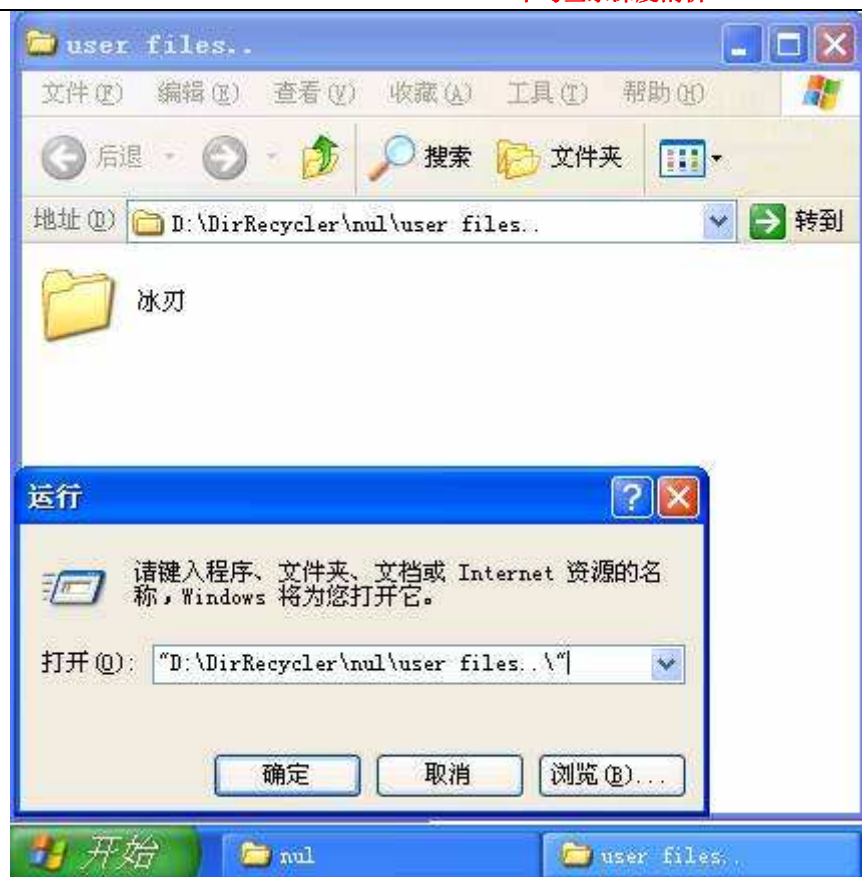 user files..
文件(F) 编辑(E) 查看(V) 收藏(A) 工具(T) 帮助(H)
后退 搜索 文件夹
地址(D) D:\DirRecycler\nul\user files.. 转到
冰刃
运行
请键入程序、文件夹、文档或 Internet 资源的名
称，Windows 将为您打开它。
打开(O): "D:\DirRecycler\nul\user files..\"
确定 取消 浏览(B)...
开始 nul user files..